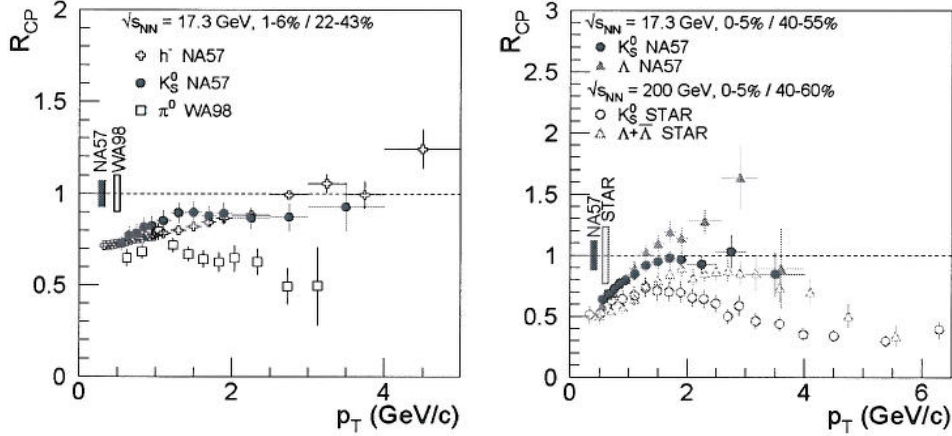 R_CP
√s_NN = 17.3 GeV, 1-6% / 22-43%
h⁻ NA57
K⁰_S NA57
π⁰ WA98
NA57
WA98
2
1.5
1
0.5
0
0
2
4
p_T (GeV/c)
R_CP
√s_NN = 17.3 GeV, 0-5% / 40-55%
K⁰_S NA57
Λ NA57
√s_NN = 200 GeV, 0-5% / 40-60%
K⁰_S STAR
Λ+Λ̅ STAR
NA57
STAR
3
2.5
2
1.5
1
0.5
0
0
2
4
6
p_T (GeV/c)